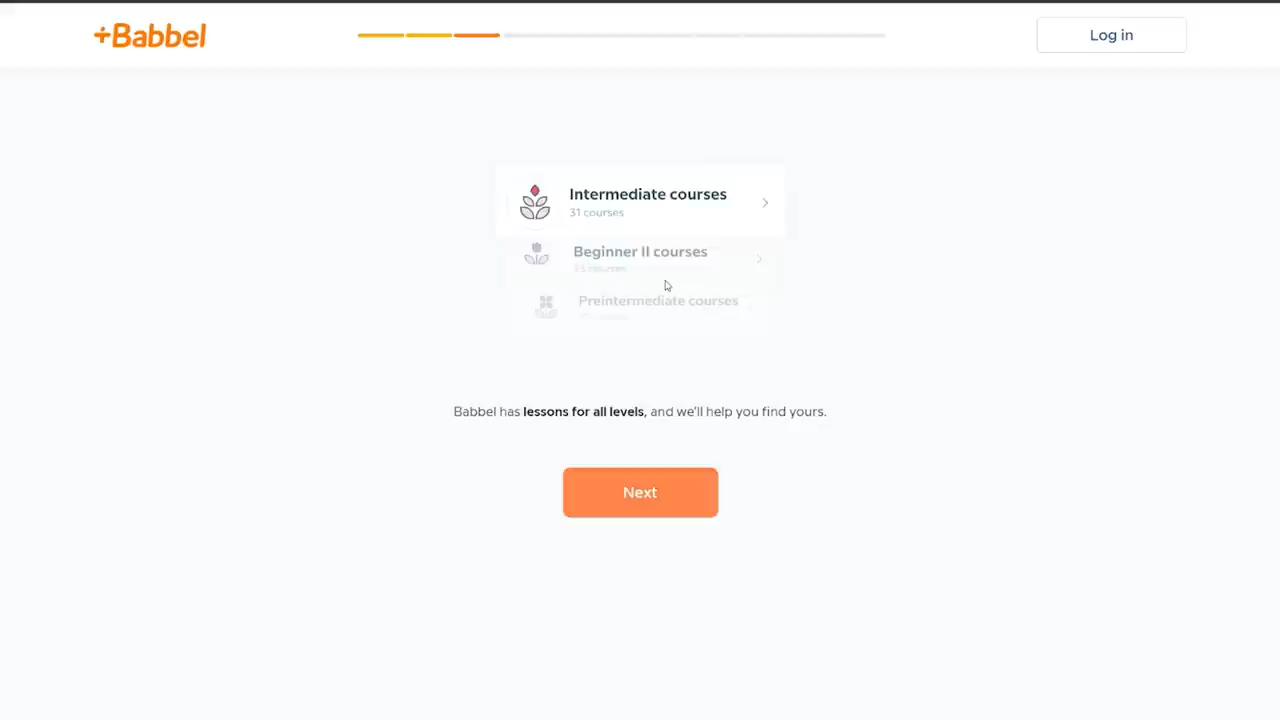 +Babbel
Log in
Intermediate courses
31 courses
Beginner II courses
courses
Preintermediate courses
Babbel has lessons for all levels, and we'll help you find yours.
Next